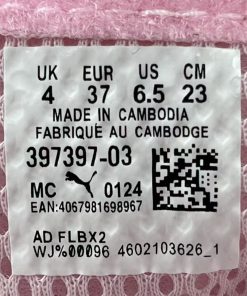 UK EUR US CM
4 37 6.5 23
MADE IN CAMBODIA
FABRIQUÉ AU CAMBODGE
397397-03
MC 0124
EAN:4067981698967
AD FLBX2
WJ%00096 4602103626_1